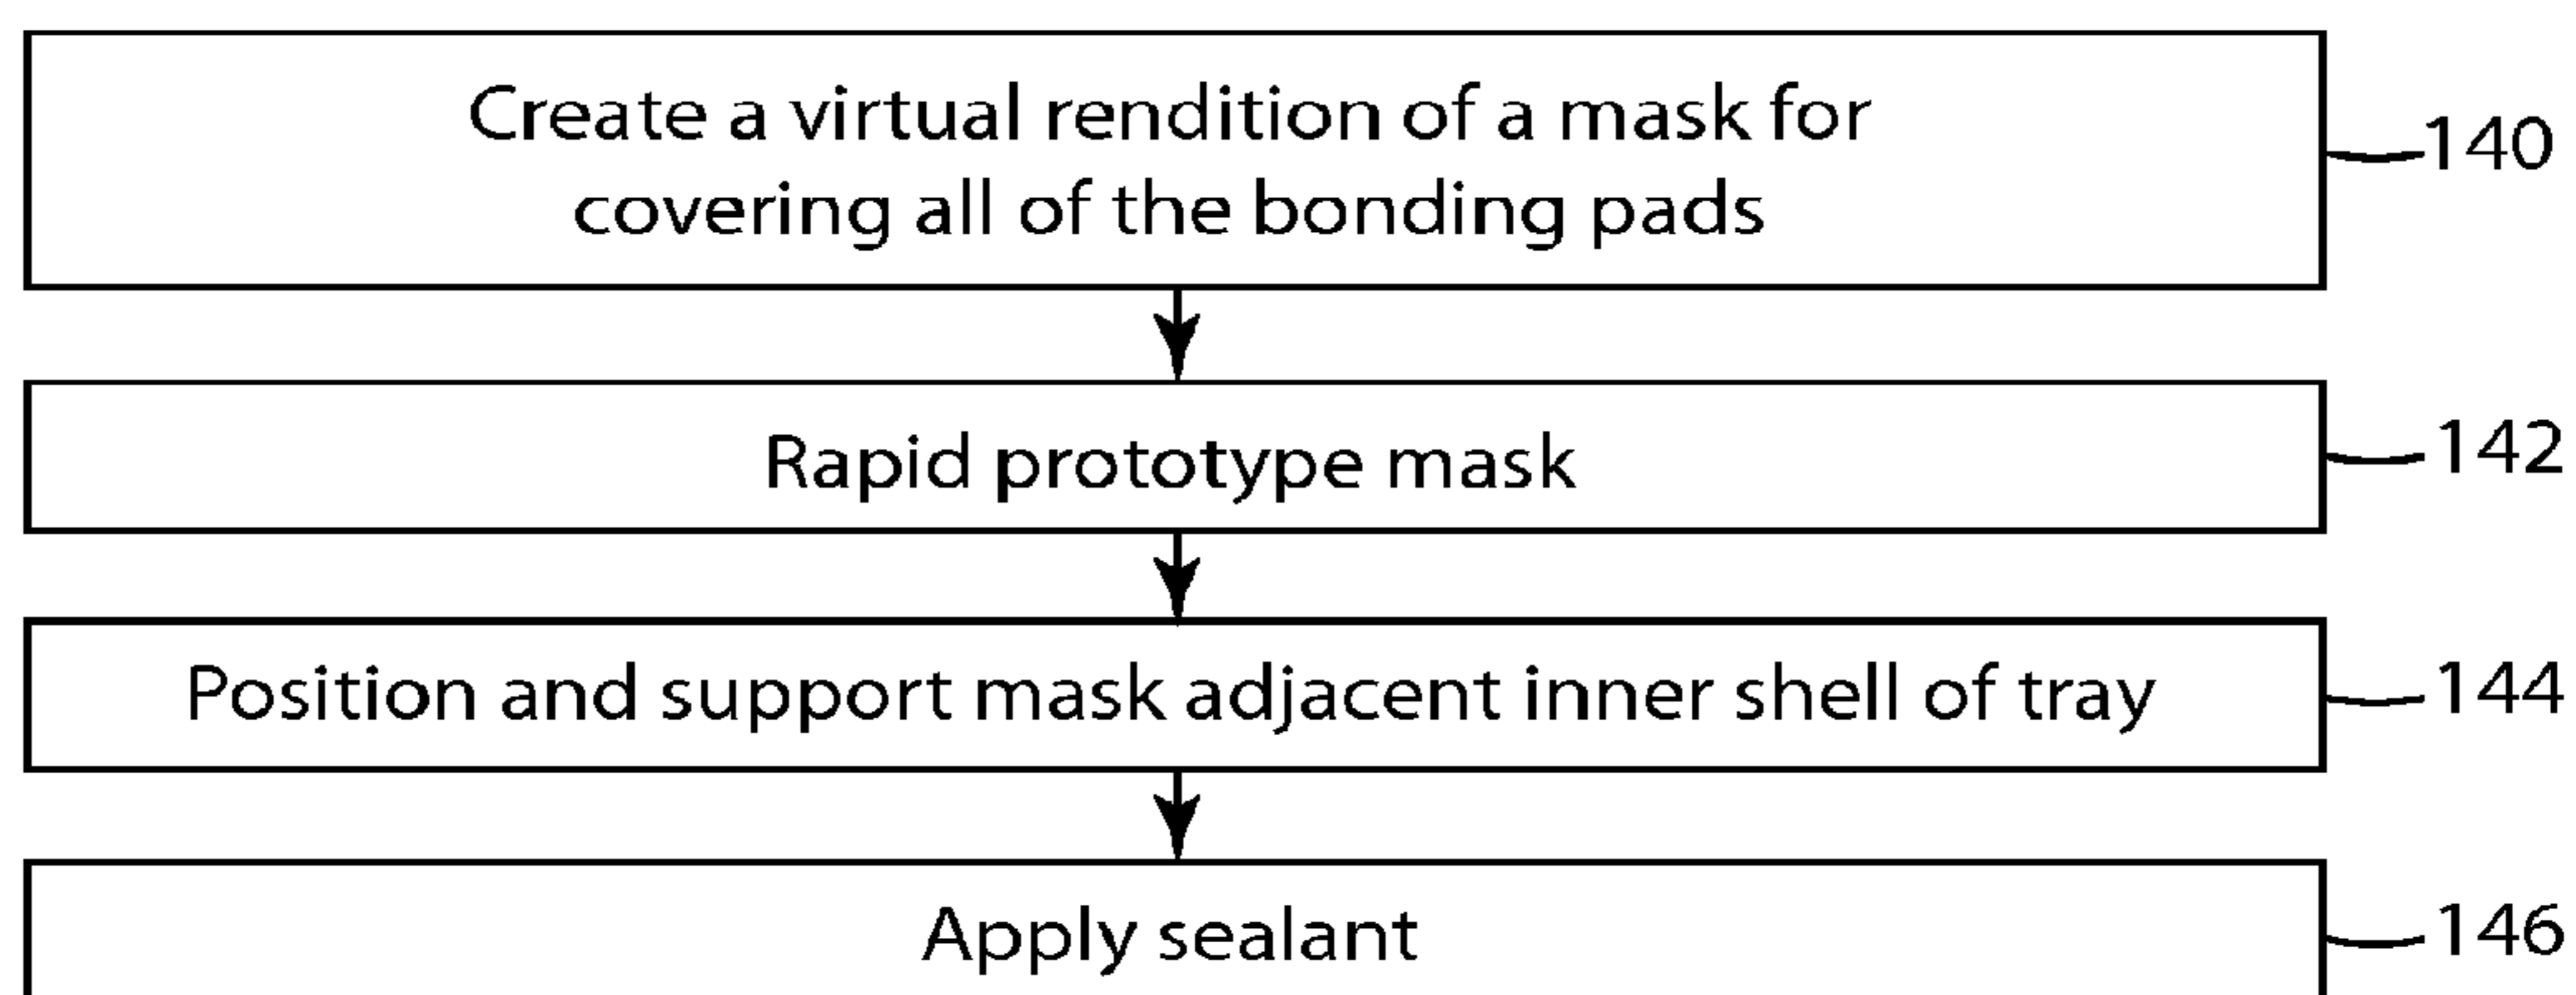 Create a virtual rendition of a mask for
covering all of the bonding pads
140
Rapid prototype mask
142
Position and support mask adjacent inner shell of tray
144
Apply sealant
146